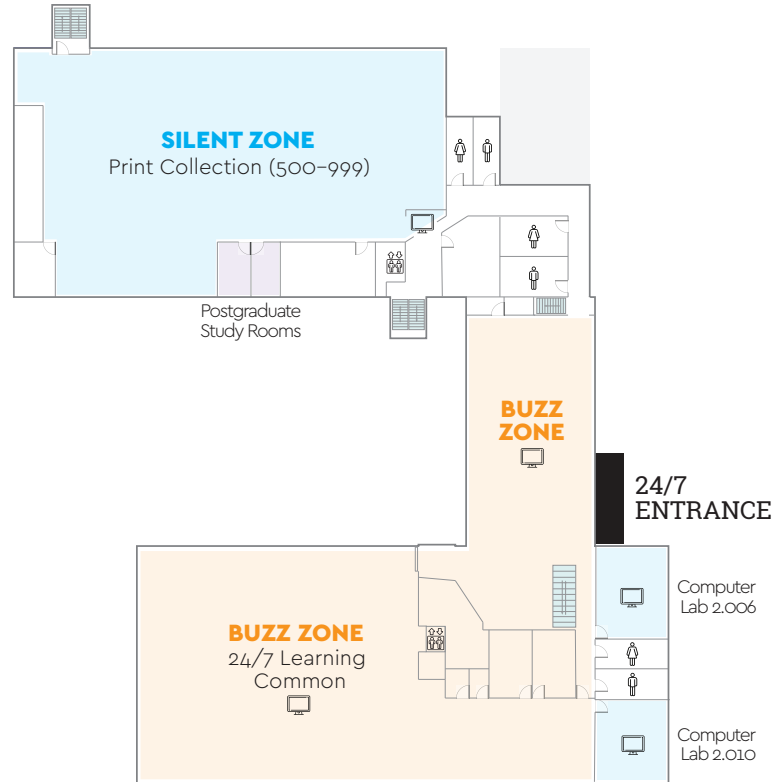 SILENT ZONE
Print Collection (500–999)
Postgraduate
Study Rooms
BUZZ
ZONE
24/7
ENTRANCE
Computer
Lab 2.006
BUZZ ZONE
24/7 Learning
Common
Computer
Lab 2.010